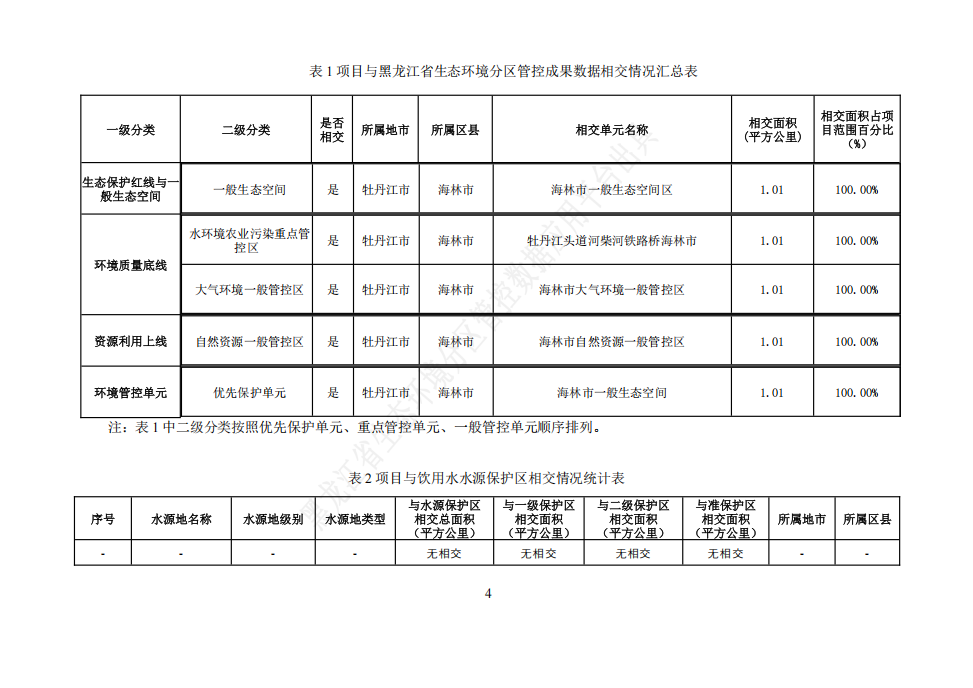 表 1 项目与黑龙江省生态环境分区管控成果数据相交情况汇总表
一级分类 二级分类 是否相交 所属地市 所属区县 相交单元名称 相交面积(平方公里) 相交面积占项目范围百分比（%）
生态保护红线与一般生态空间 一般生态空间 是 牡丹江市 海林市 海林市一般生态空间区 1.01 100.00%
环境质量底线 水环境农业污染重点管控区 是 牡丹江市 海林市 牡丹江头道河柴河铁路桥海林市 1.01 100.00%
大气环境一般管控区 是 牡丹江市 海林市 海林市大气环境一般管控区 1.01 100.00%
资源利用上线 自然资源一般管控区 是 牡丹江市 海林市 海林市自然资源一般管控区 1.01 100.00%
环境管控单元 优先保护单元 是 牡丹江市 海林市 海林市一般生态空间 1.01 100.00%
注：表 1 中二级分类按照优先保护单元、重点管控单元、一般管控单元顺序排列。
表 2 项目与饮用水水源保护区相交情况统计表
序号 水源地名称 水源地级别 水源地类型 与水源保护区相交总面积（平方公里） 与一级保护区相交面积（平方公里） 与二级保护区相交面积（平方公里） 与准保护区相交面积（平方公里） 所属地市 所属区县
- - - - 无相交 无相交 无相交 无相交 - -
4
黑龙江省生态环境分区管控数据应用平台出具